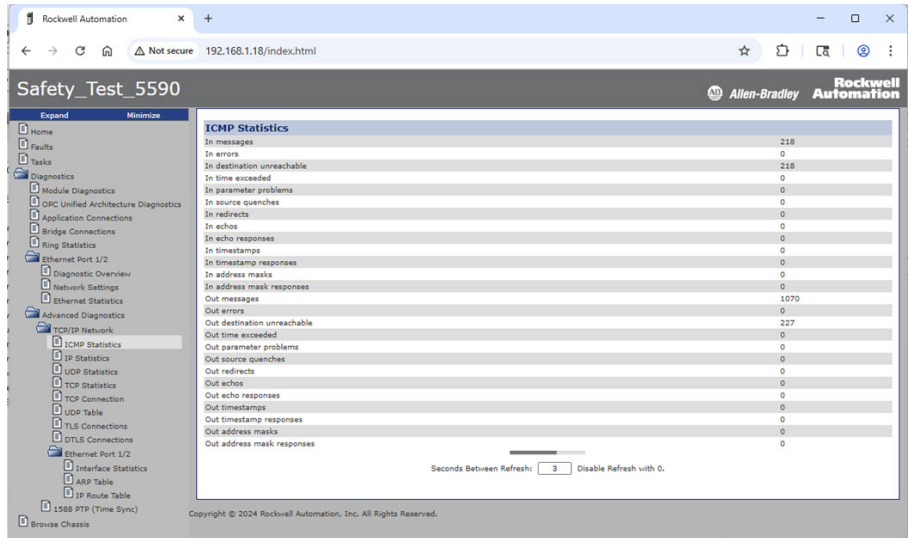 Rockwell Automation
Not secure 192.168.1.18/index.html
Safety_Test_5590
AB Allen-Bradley Rockwell Automation
Expand Minimize
Home
Faults
Tasks
Diagnostics
Module Diagnostics
OPC Unified Architecture Diagnostics
Application Connections
Bridge Connections
Ring Statistics
Ethernet Port 1/2
Diagnostic Overview
Network Settings
Ethernet Statistics
Advanced Diagnostics
TCP/IP Network
ICMP Statistics
IP Statistics
UDP Statistics
TCP Statistics
TCP Connection
UDP Table
TLS Connections
DTLS Connections
Ethernet Port 1/2
Interface Statistics
ARP Table
IP Route Table
1588 PTP (Time Sync)
Browse Chassis
ICMP Statistics
In messages 218
In errors 0
In destination unreachable 218
In time exceeded 0
In parameter problems 0
In source quenches 0
In redirects 0
In echos 0
In echo responses 0
In timestamps 0
In timestamp responses 0
In address masks 0
In address mask responses 0
Out messages 1070
Out errors 0
Out destination unreachable 227
Out time exceeded 0
Out parameter problems 0
Out source quenches 0
Out redirects 0
Out echos 0
Out echo responses 0
Out timestamps 0
Out timestamp responses 0
Out address masks 0
Out address mask responses 0
Seconds Between Refresh: 3 Disable Refresh with 0.
Copyright © 2024 Rockwell Automation, Inc. All Rights Reserved.